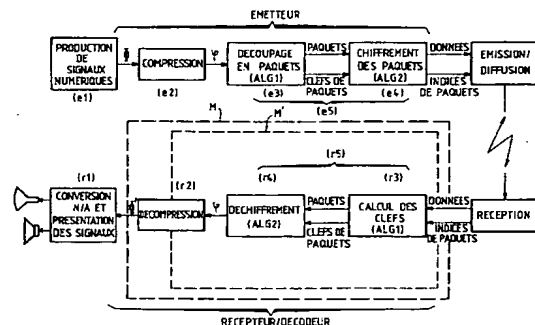 EMETTEUR
PRODUCTION
DE
SIGNAUX
NUMERIQUES
(e1)
Φ
COMPRESSION
(e2)
φ
DECOUPAGE
EN PAQUETS
(ALG1)
(e3)
PAQUETS
CLEFS DE
PAQUETS
(e5)
CHIFFREMENT
DES PAQUETS
(ALG2)
(e4)
DONNEES
INDICES
DE PAQUETS
EMISSION/
DIFFUSION
M
M'
(r1)
CONVERSION
N/A ET
PRESENTATION
DES SIGNAUX
Φ
(r2)
DECOMPRESSION
φ
(r5)
(r4)
DECHIFFREMENT
(ALG2)
PAQUETS
CLEFS DE
PAQUETS
(r3)
CALCUL DES
CLEFS
(ALG1)
DONNEES
INDICES
DE PAQUETS
RECEPTION
RECEPTEUR/DECODEUR